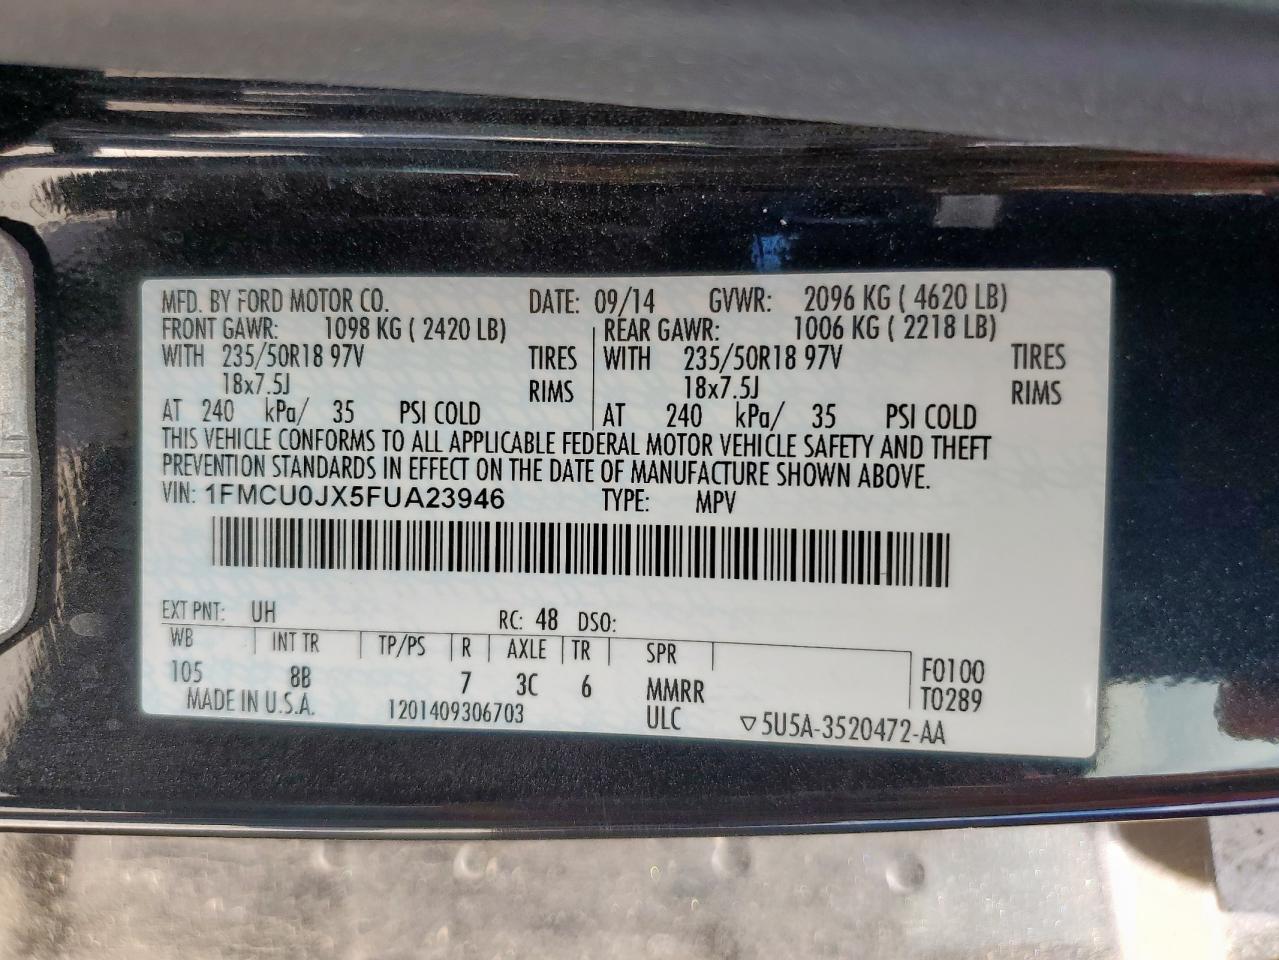 MFD. BY FORD MOTOR CO. DATE: 09/14 GVWR: 2096 KG ( 4620 LB)
FRONT GAWR: 1098 KG ( 2420 LB) REAR GAWR: 1006 KG ( 2218 LB)
WITH 235/50R18 97V TIRES WITH 235/50R18 97V TIRES
18x7.5J RIMS 18x7.5J RIMS
AT 240 kPa/ 35 PSI COLD AT 240 kPa/ 35 PSI COLD
THIS VEHICLE CONFORMS TO ALL APPLICABLE FEDERAL MOTOR VEHICLE SAFETY AND THEFT
PREVENTION STANDARDS IN EFFECT ON THE DATE OF MANUFACTURE SHOWN ABOVE.
VIN: 1FMCU0JX5FUA23946 TYPE: MPV
EXT PNT: UH RC: 48 DSO:
WB INT TR TP/PS R AXLE TR SPR
105 8B 7 3C 6 MMRR F0100
MADE IN U.S.A. 1201409306703 ULC T0289
▽5U5A-3520472-AA